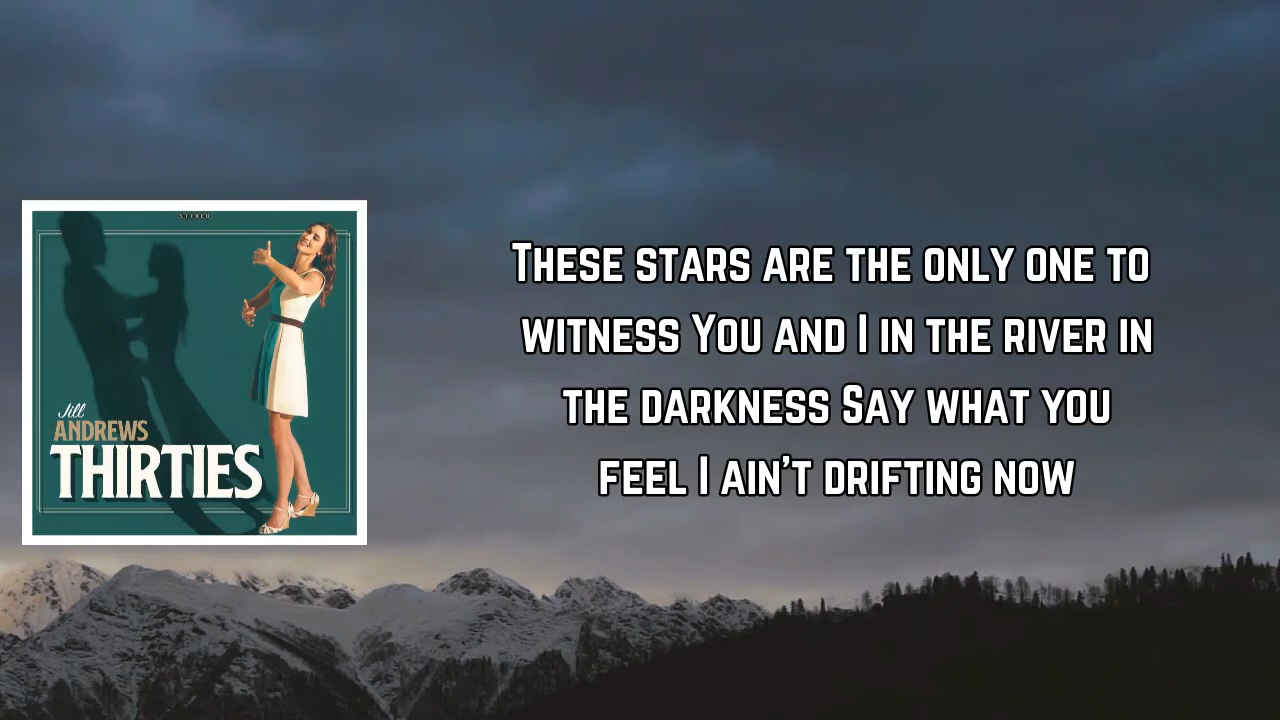 STEREO
Jill
ANDREWS
THIRTIES
THESE STARS ARE THE ONLY ONE TO
WITNESS YOU AND I IN THE RIVER IN
THE DARKNESS SAY WHAT YOU
FEEL I AIN'T DRIFTING NOW